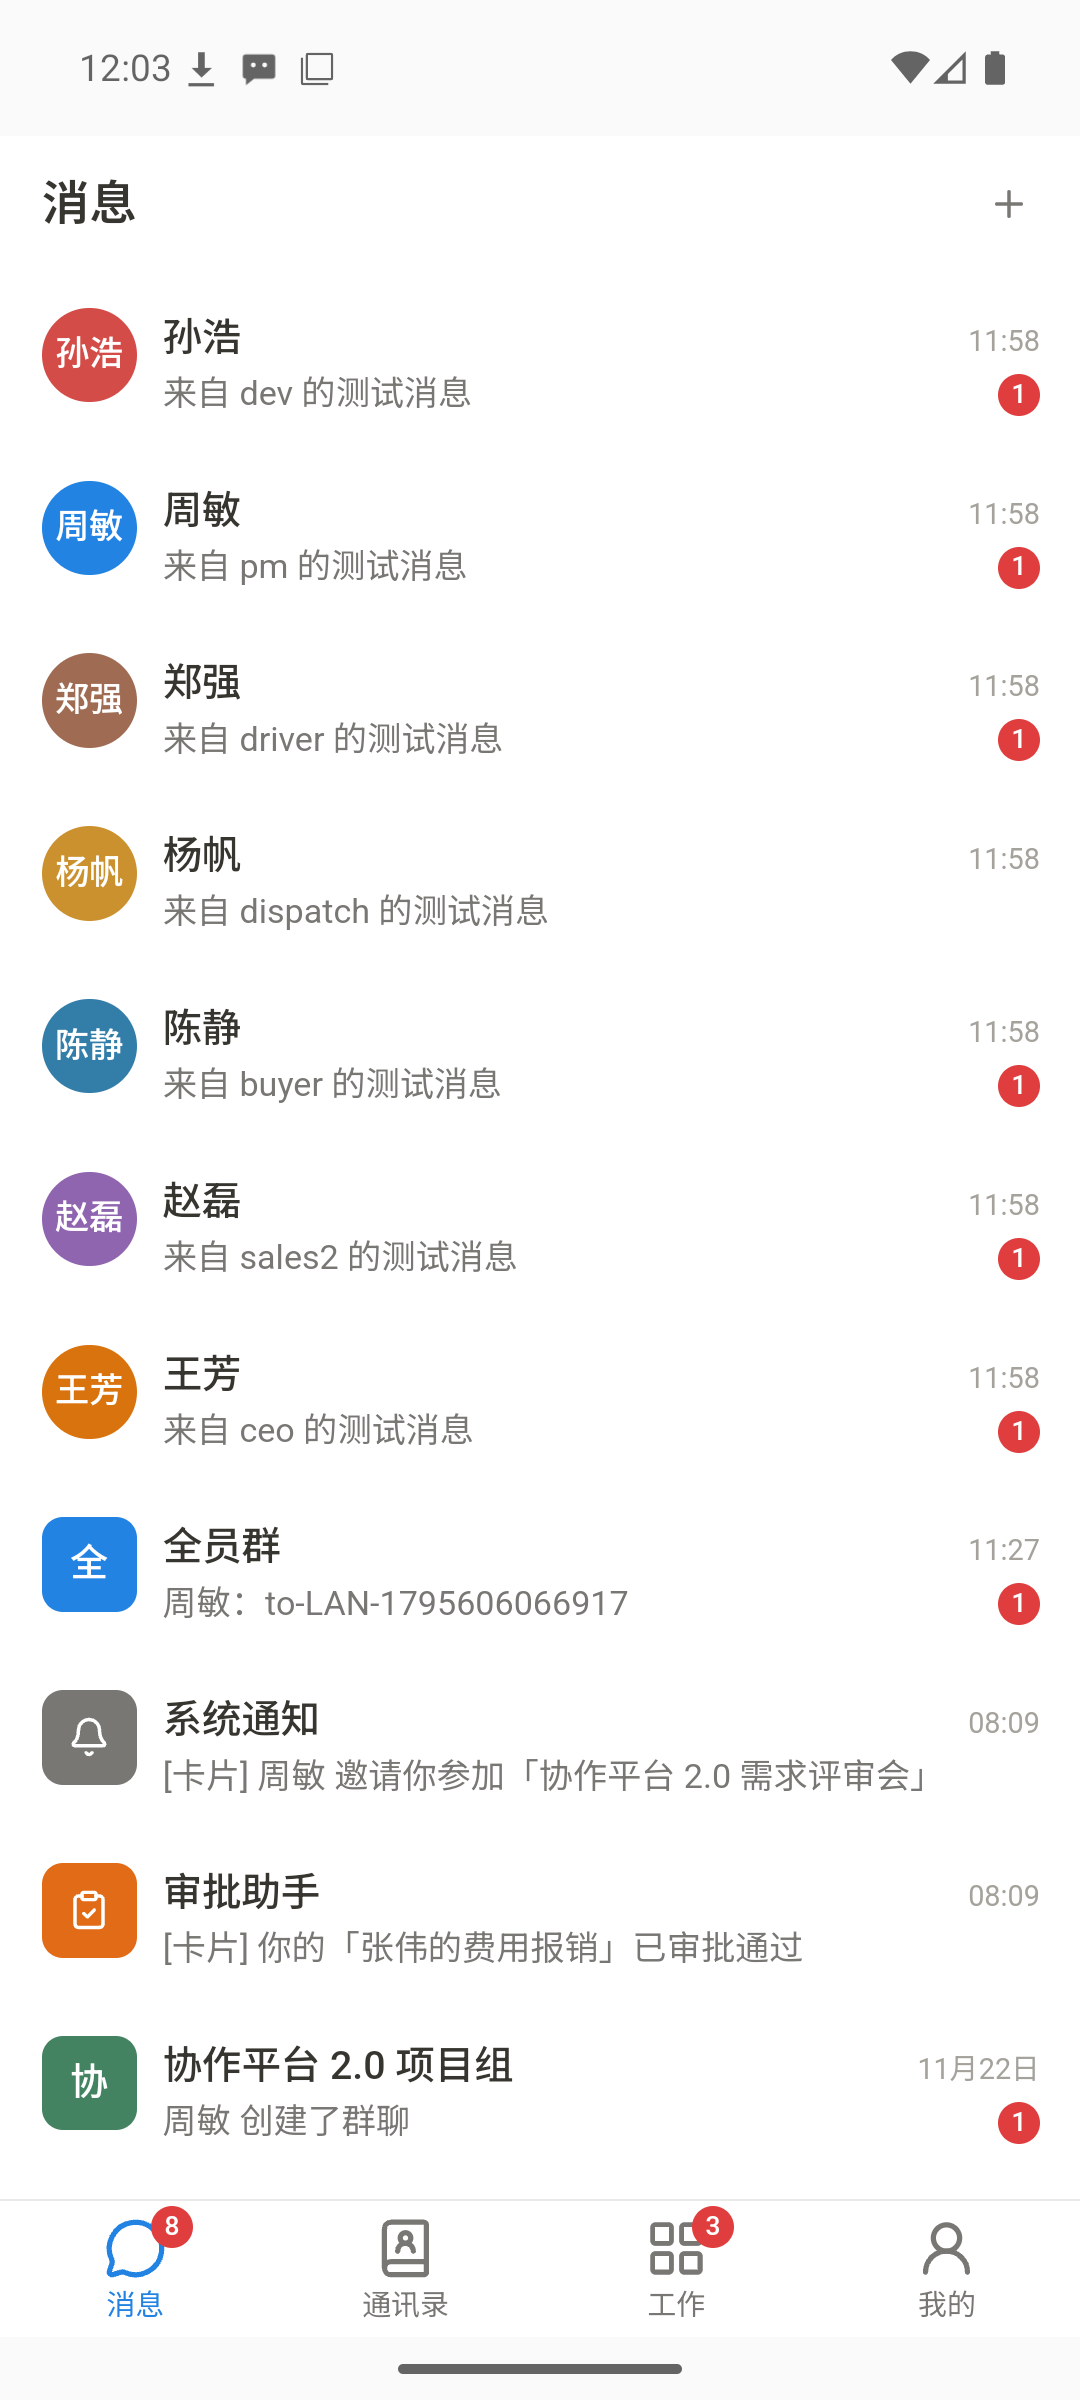 12:03
消息
孙浩
孙浩
11:58
来自 dev 的测试消息
1
周敏
周敏
11:58
来自 pm 的测试消息
1
郑强
郑强
11:58
来自 driver 的测试消息
1
杨帆
杨帆
11:58
来自 dispatch 的测试消息
陈静
陈静
11:58
来自 buyer 的测试消息
1
赵磊
赵磊
11:58
来自 sales2 的测试消息
1
王芳
王芳
11:58
来自 ceo 的测试消息
1
全
全员群
11:27
周敏：to-LAN-1795606066917
1
系统通知
08:09
[卡片] 周敏 邀请你参加「协作平台 2.0 需求评审会」
审批助手
08:09
[卡片] 你的「张伟的费用报销」已审批通过
协
协作平台 2.0 项目组
11月22日
周敏 创建了群聊
1
8
3
消息
通讯录
工作
我的